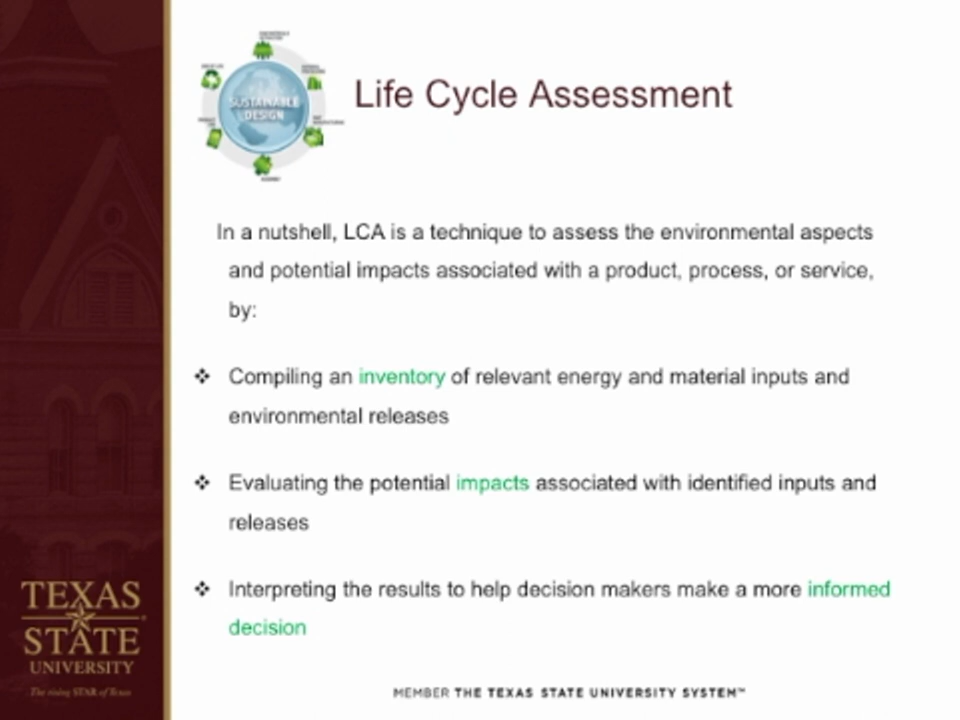 SUSTAINABLE
DESIGN
Life Cycle Assessment
In a nutshell, LCA is a technique to assess the environmental aspects
and potential impacts associated with a product, process, or service,
by:
❖ Compiling an inventory of relevant energy and material inputs and
environmental releases
❖ Evaluating the potential impacts associated with identified inputs and
releases
❖ Interpreting the results to help decision makers make a more informed
decision
TEXAS
STATE
UNIVERSITY
The rising STAR of Texas
MEMBER THE TEXAS STATE UNIVERSITY SYSTEM™